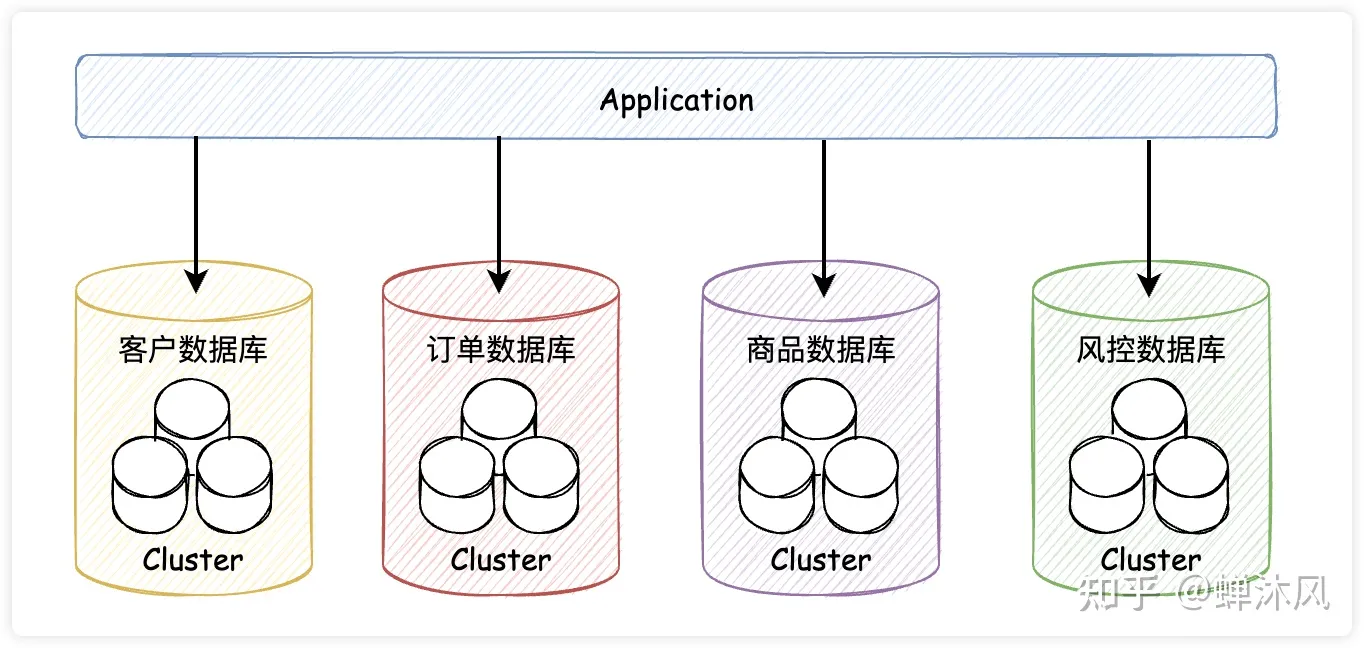 Application
客户数据库
订单数据库
商品数据库
风控数据库
Cluster
Cluster
Cluster
Cluster
知乎 @蝉沐风